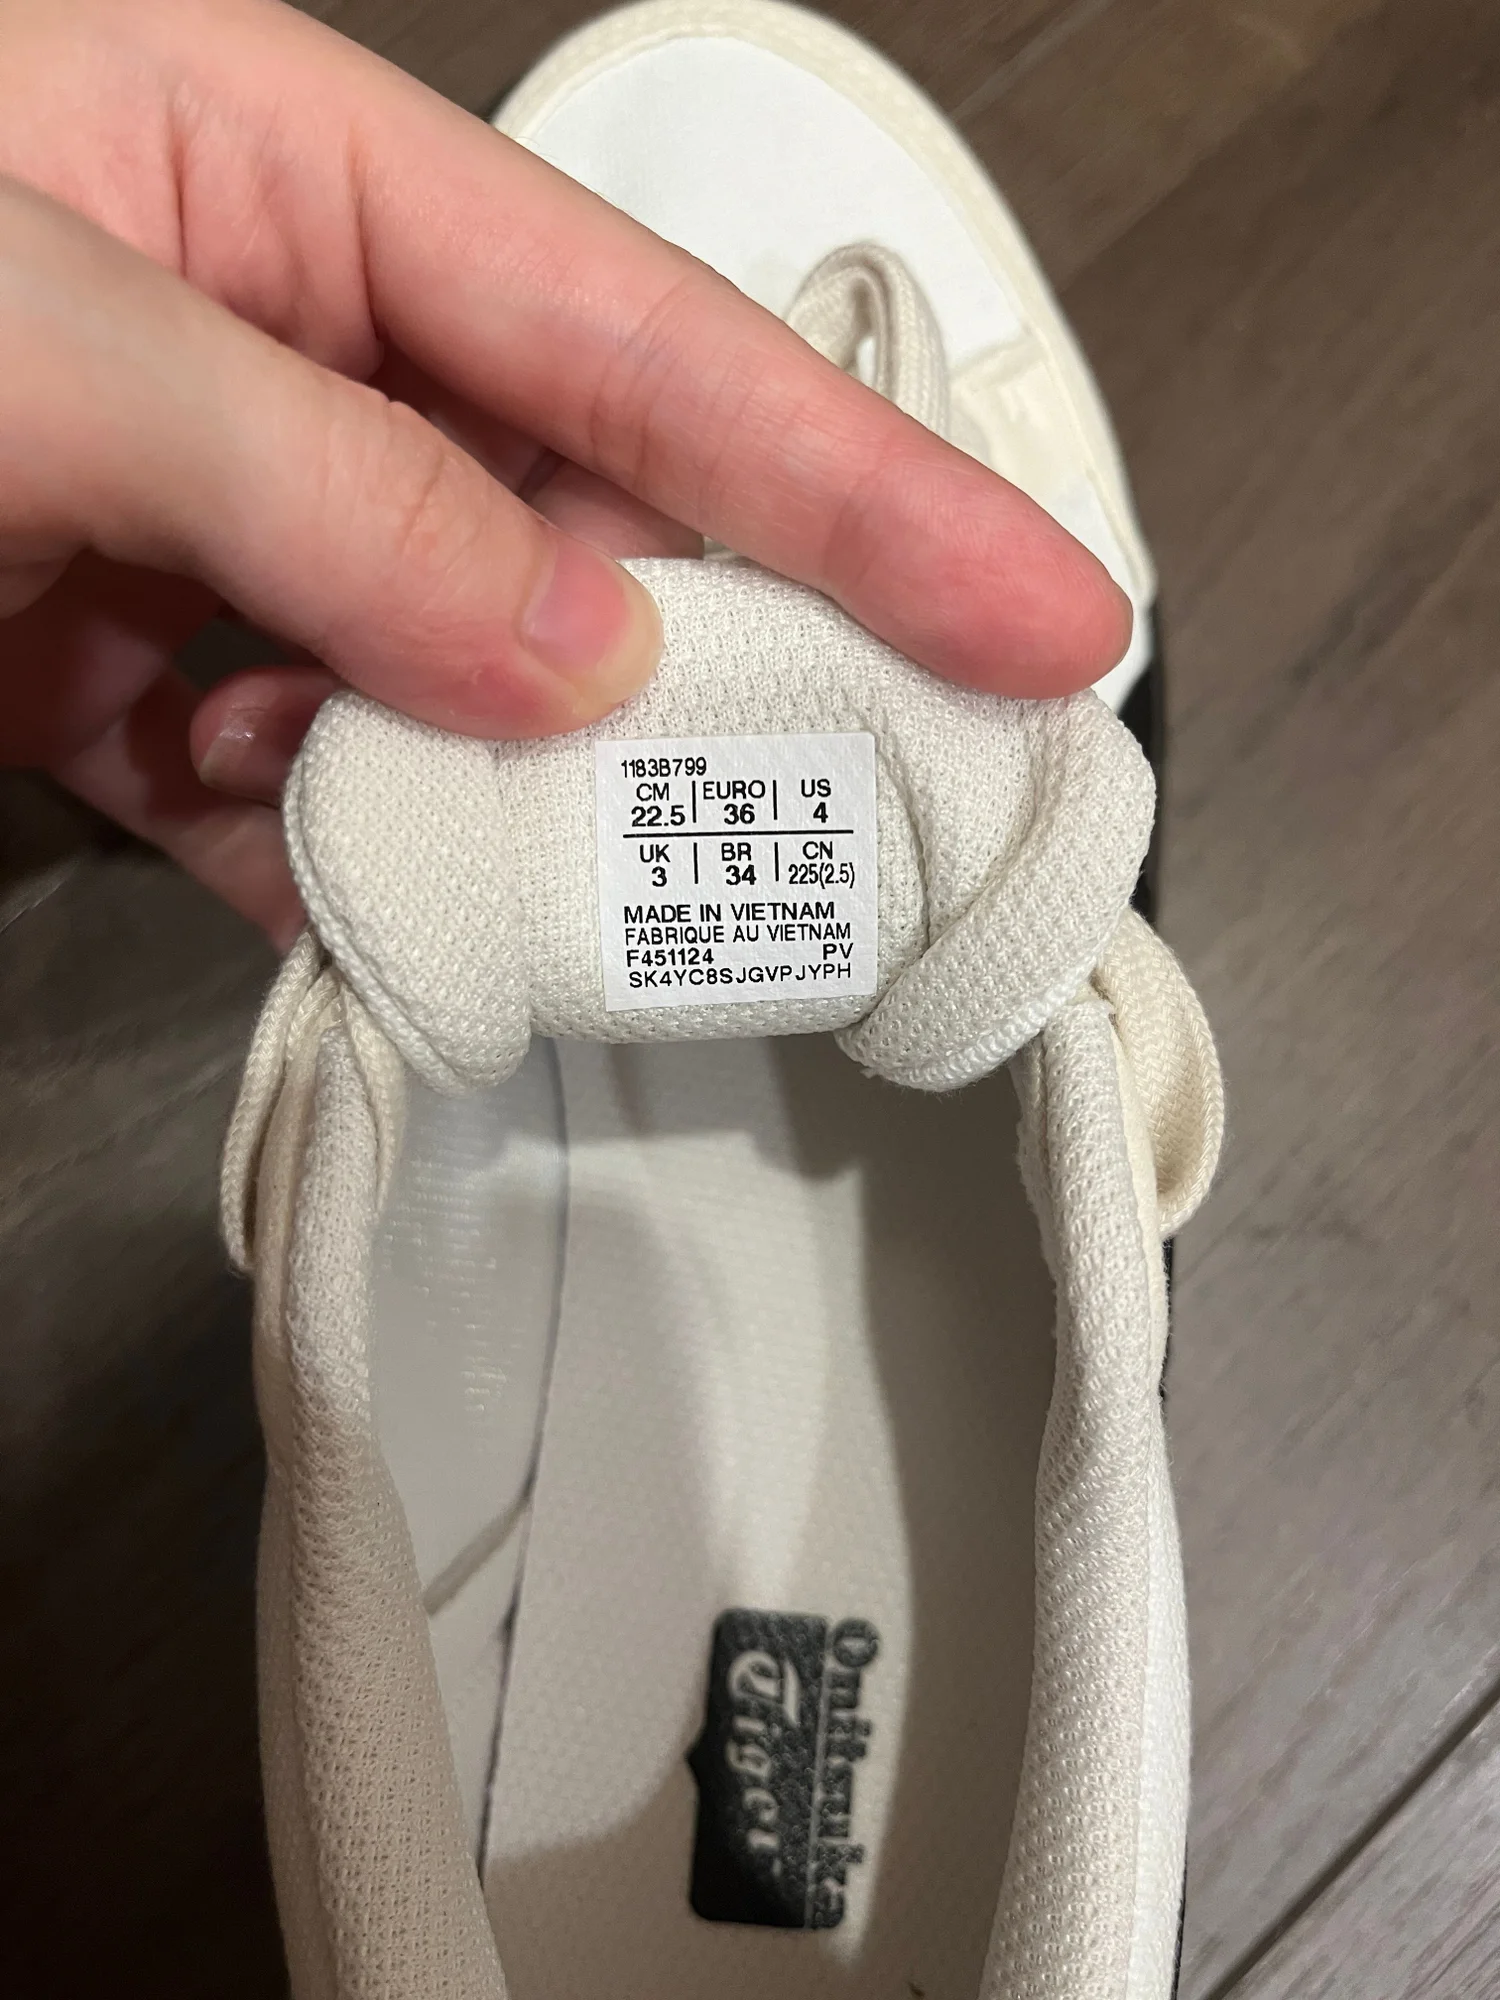 1183B799
CM | EURO | US
22.5 | 36 | 4
UK | BR | CN
3 | 34 | 225(2.5)
MADE IN VIETNAM
FABRIQUE AU VIETNAM
F451124 PV
SK4YC8SJGVPJYPH
Onitsuka
Tiger